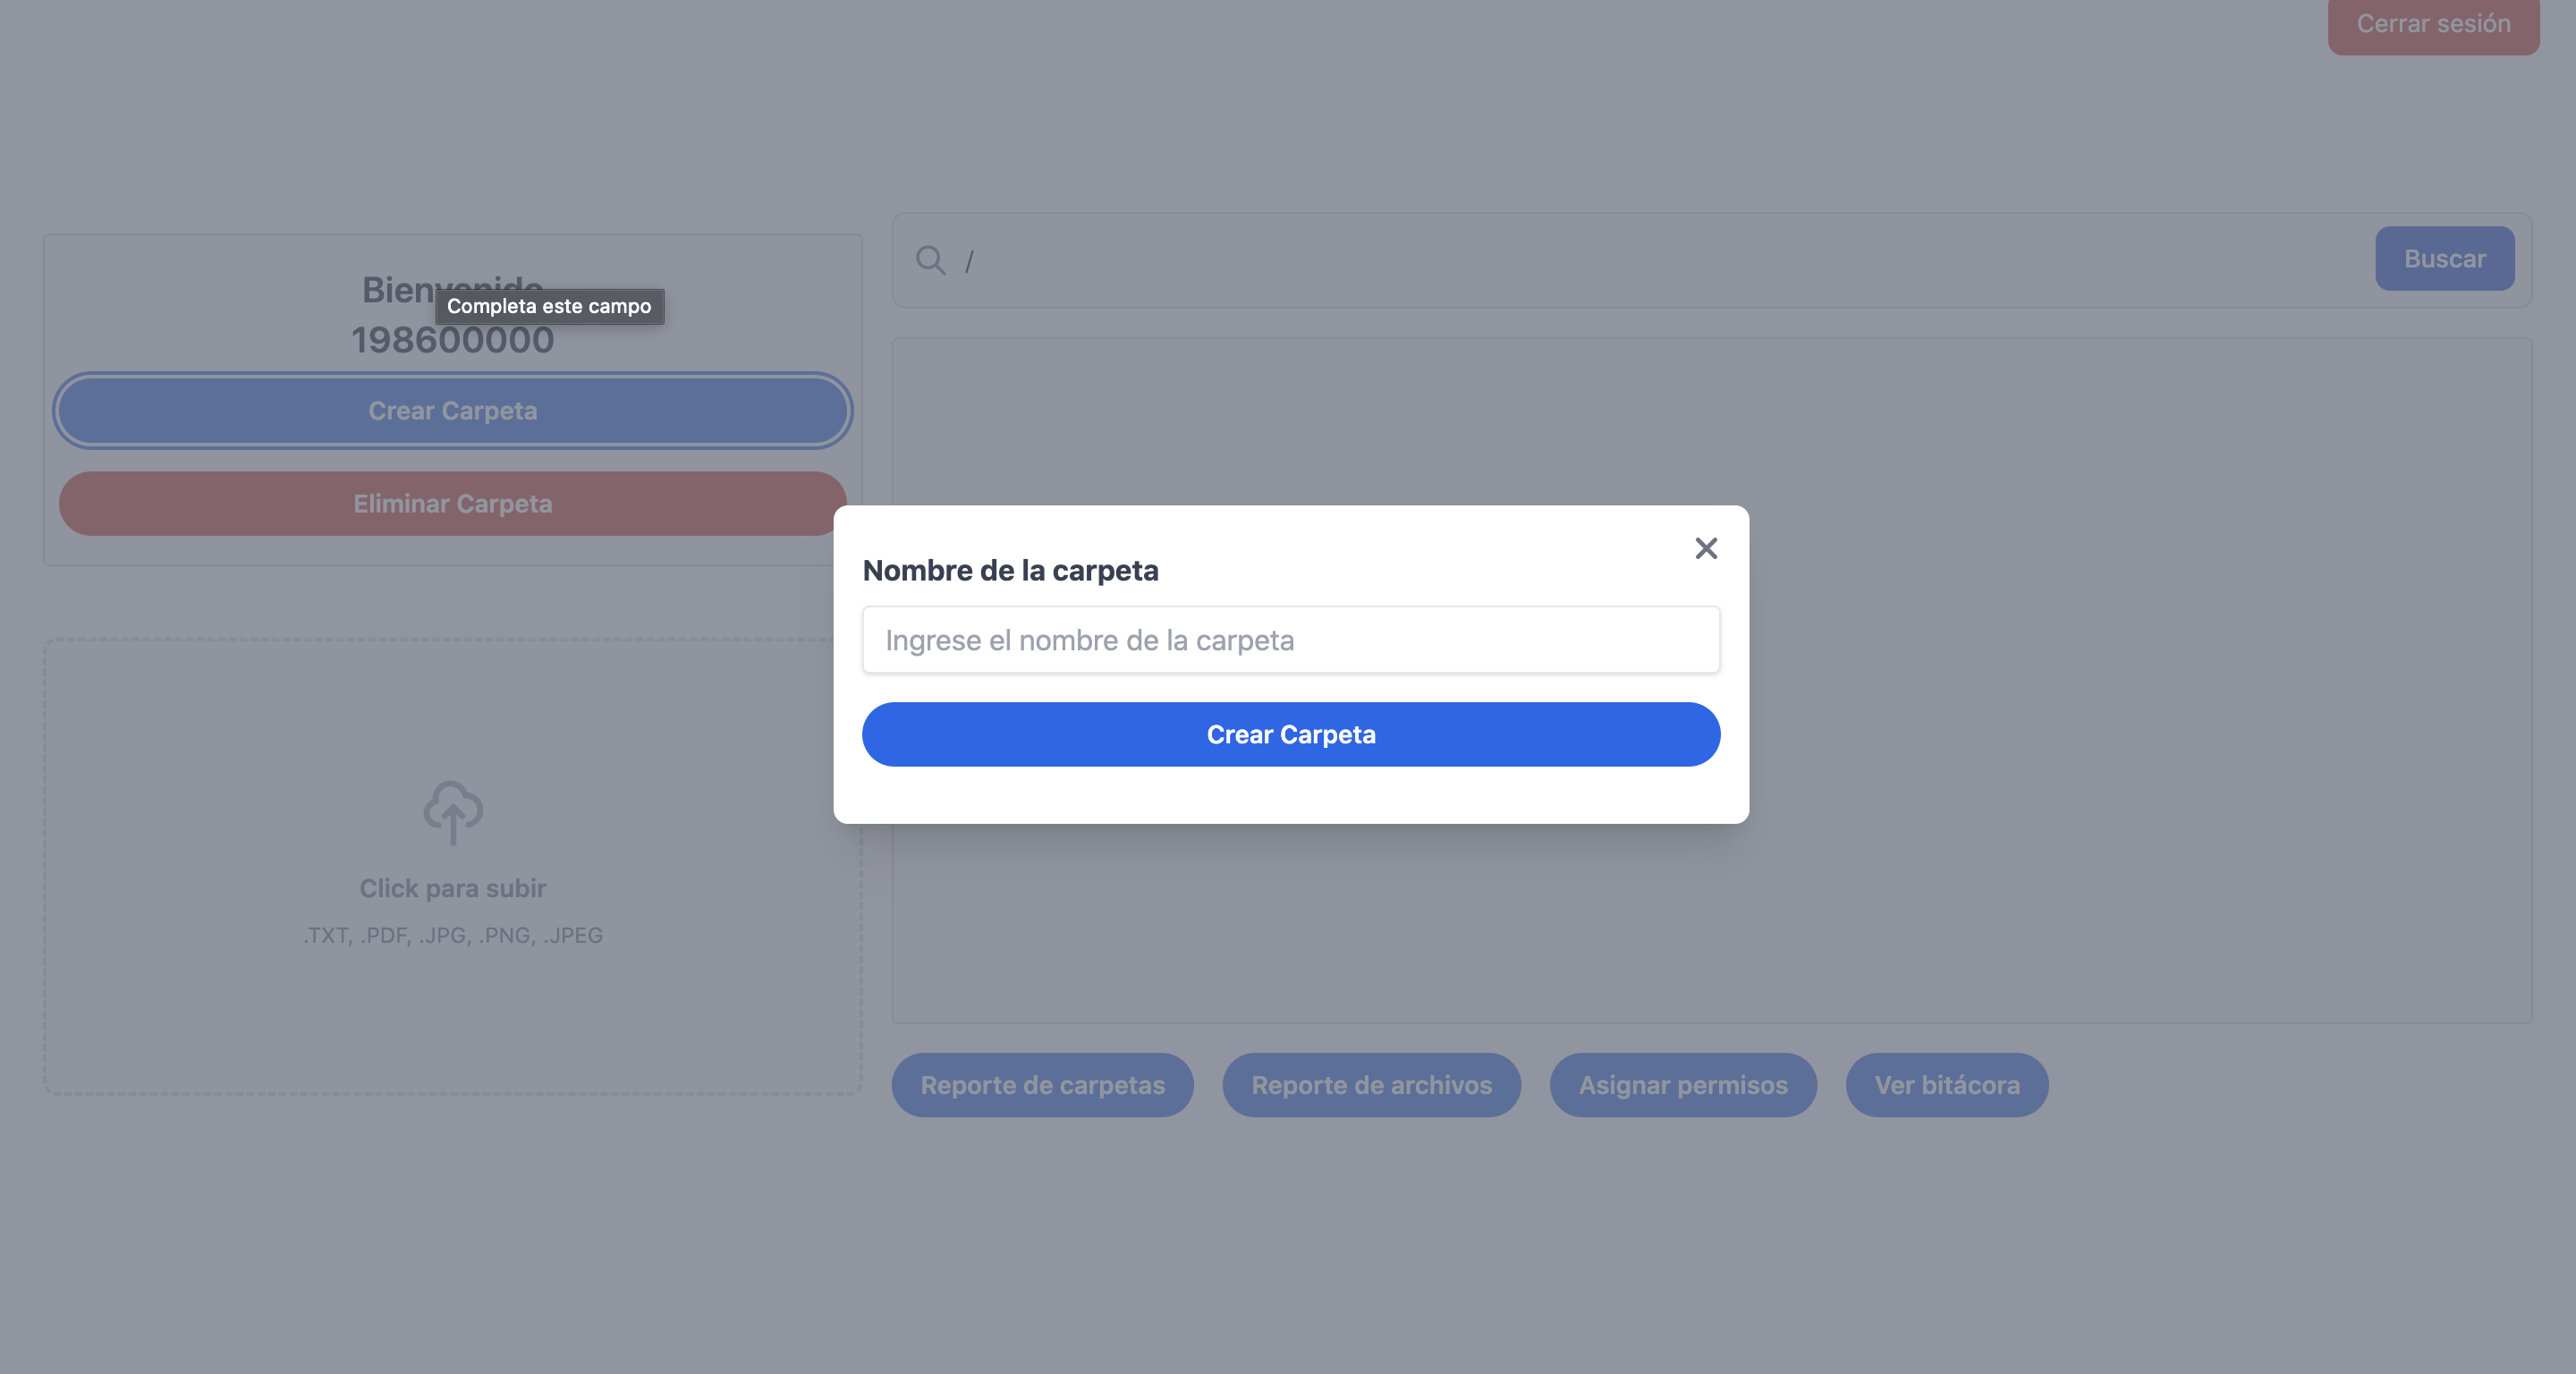 Cerrar sesión
/
Buscar
Bienvenido
Completa este campo
198600000
Crear Carpeta
Eliminar Carpeta
Nombre de la carpeta
Ingrese el nombre de la carpeta
Crear Carpeta
Click para subir
.TXT, .PDF, .JPG, .PNG, .JPEG
Reporte de carpetas
Reporte de archivos
Asignar permisos
Ver bitácora